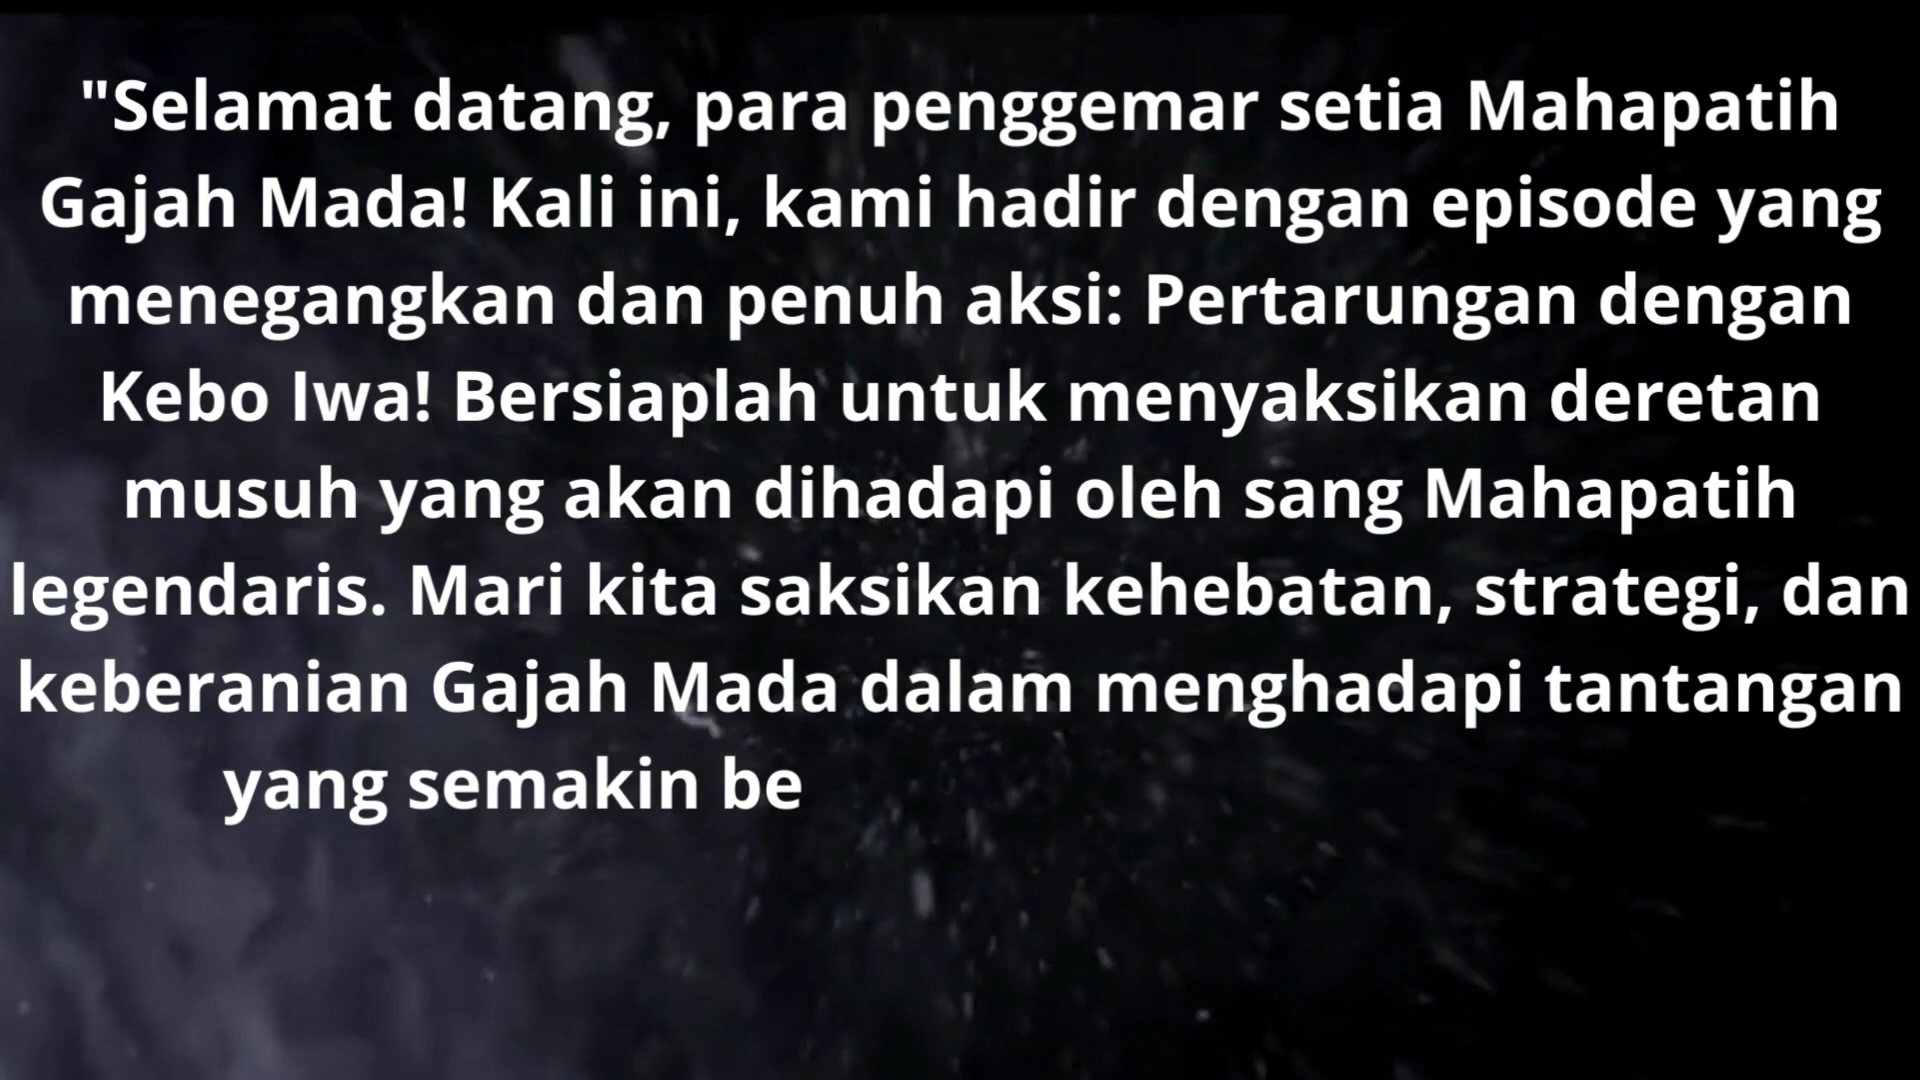 "Selamat datang, para penggemar setia Mahapatih
Gajah Mada! Kali ini, kami hadir dengan episode yang
menegangkan dan penuh aksi: Pertarungan dengan
Kebo Iwa! Bersiaplah untuk menyaksikan deretan
musuh yang akan dihadapi oleh sang Mahapatih
legendaris. Mari kita saksikan kehebatan, strategi, dan
keberanian Gajah Mada dalam menghadapi tantangan
yang semakin be